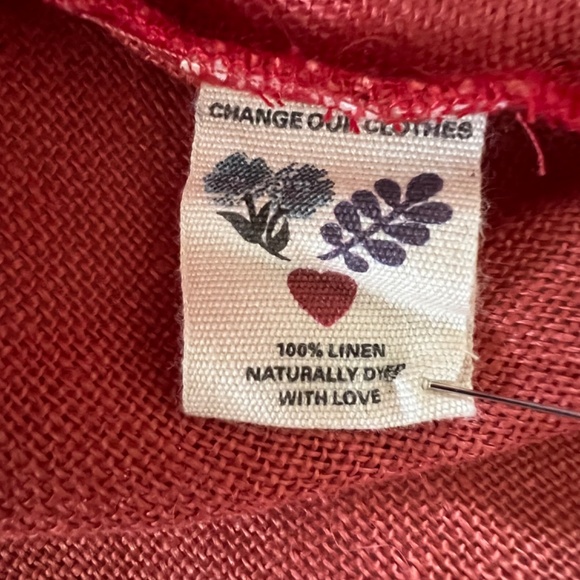 CHANGE OUR CLOTHES
100% LINEN
NATURALLY DYED
WITH LOVE